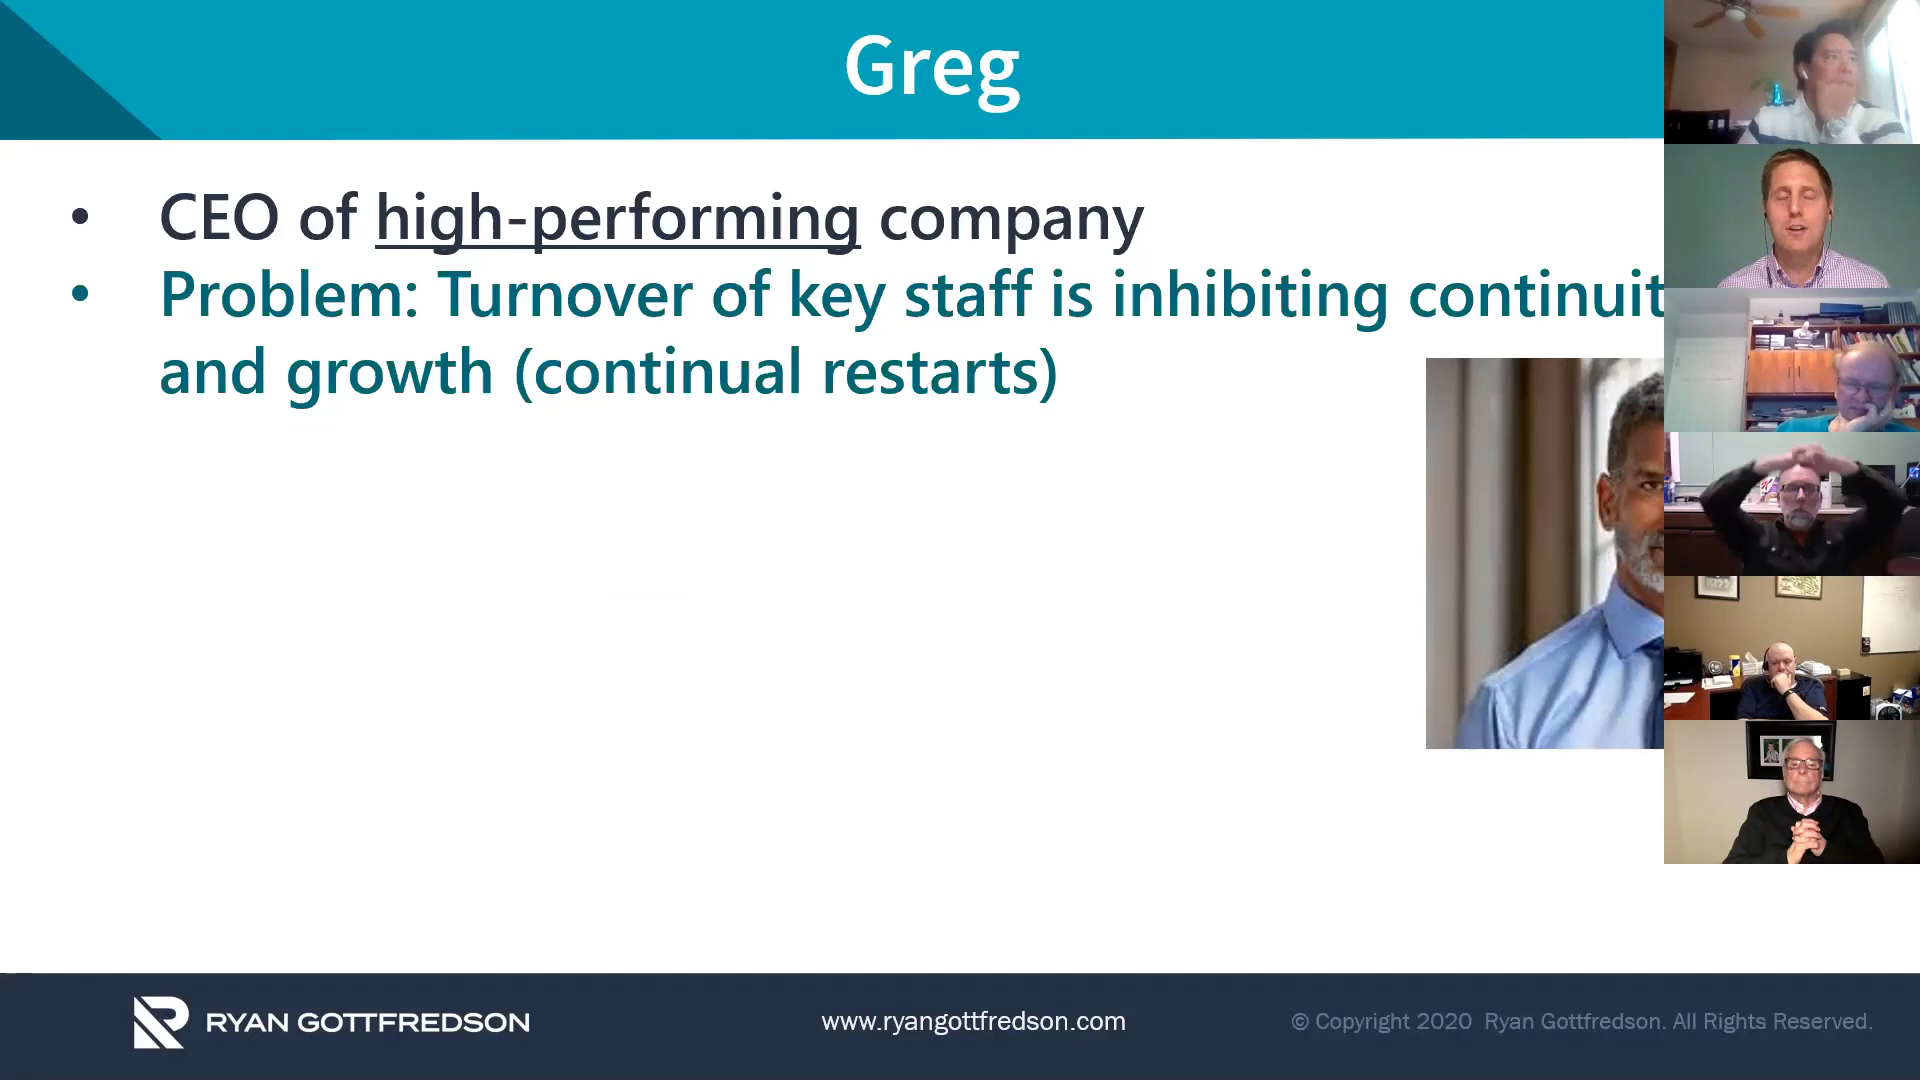 Greg
• CEO of high-performing company
• Problem: Turnover of key staff is inhibiting continuit
and growth (continual restarts)
RYAN GOTTFREDSON
www.ryangottfredson.com
© Copyright 2020 Ryan Gottfredson. All Rights Reserved.